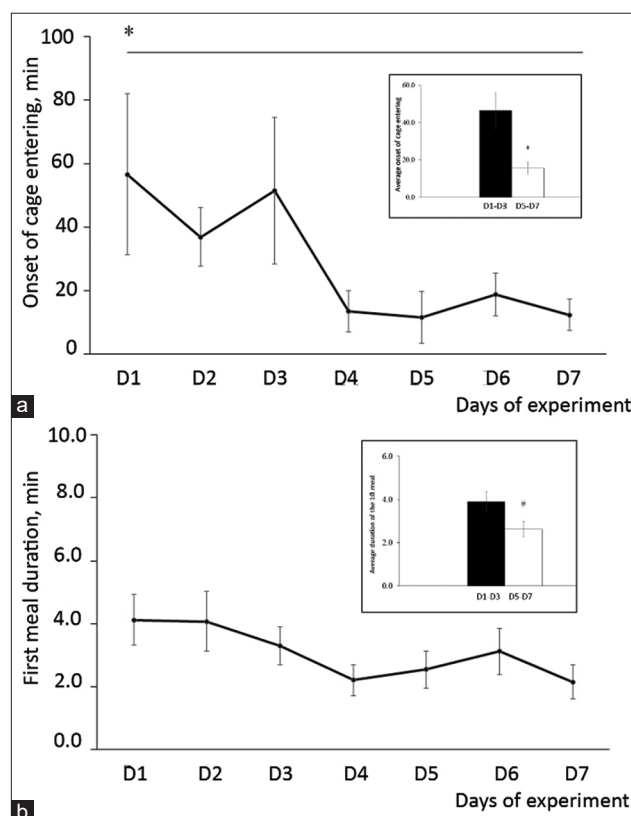 *
Onset of cage entering, min
100
80
60
40
20
0
D1 D2 D3 D4 D5 D6 D7
Days of experiment
Average onset of cage entering
60.0
40.0
20.0
0.0
*
D1-D3 D5-D7
a
First meal duration, min
10.0
8.0
6.0
4.0
2.0
0.0
D1 D2 D3 D4 D5 D6 D7
Days of experiment
Average duration of the 1st meal
6.0
4.0
2.0
0.0
#
D1-D3 D5-D7
b